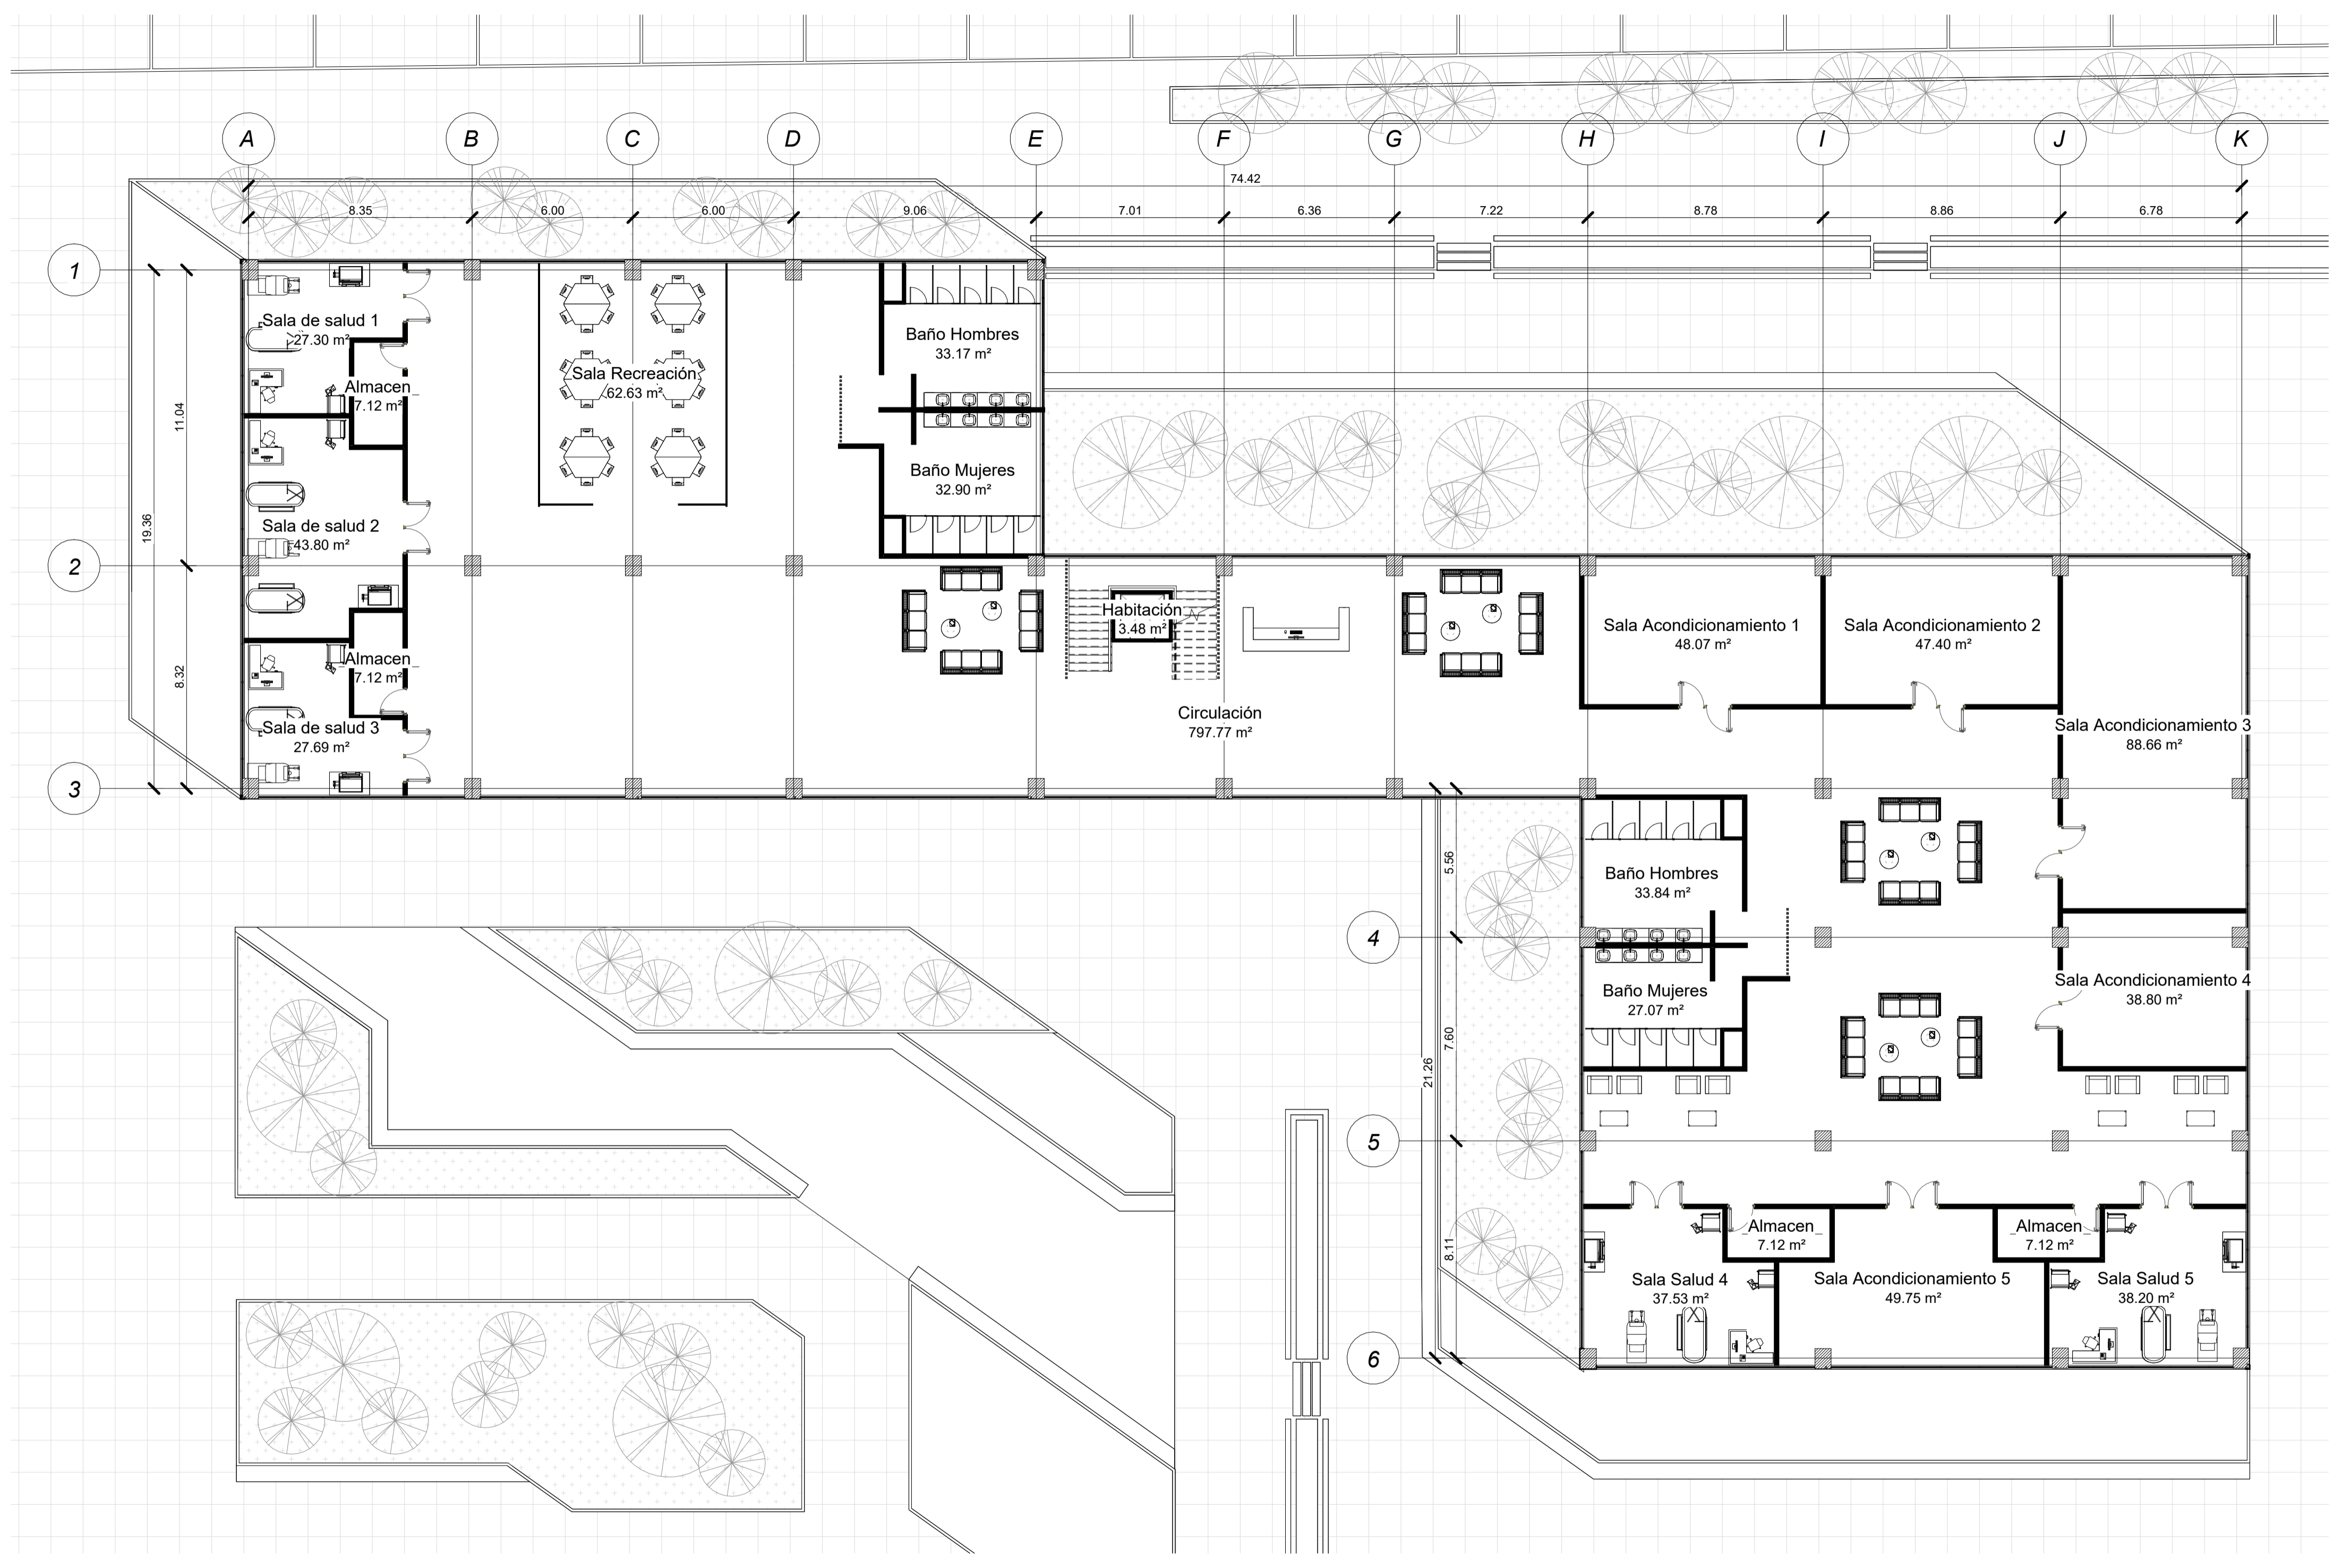 A B C D E F G H I J K
74.42
8.35 6.00 6.00 9.06 7.01 6.36 7.22 8.78 8.86 6.78
1
2
3
4
5
6
19.36
11.04
8.32
Sala de salud 1
27.30 m²
Almacen
7.12 m²
Sala de salud 2
43.80 m²
Almacen
7.12 m²
Sala de salud 3
27.69 m²
Sala Recreación
62.63 m²
Baño Hombres
33.17 m²
Baño Mujeres
32.90 m²
Habitación
3.48 m²
Circulación
797.77 m²
Sala Acondicionamiento 1
48.07 m²
Sala Acondicionamiento 2
47.40 m²
Sala Acondicionamiento 3
88.66 m²
5.56
7.60
21.26
8.11
Baño Hombres
33.84 m²
Baño Mujeres
27.07 m²
Sala Acondicionamiento 4
38.80 m²
Almacen
7.12 m²
Almacen
7.12 m²
Sala Salud 4
37.53 m²
Sala Acondicionamiento 5
49.75 m²
Sala Salud 5
38.20 m²